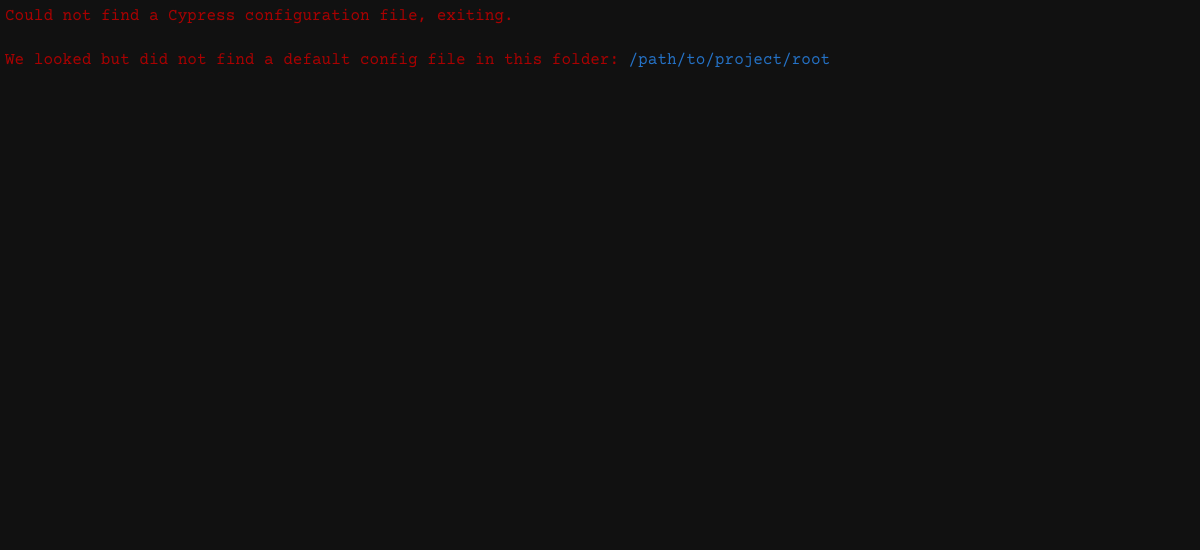 Could not find a Cypress configuration file, exiting.
We looked but did not find a default config file in this folder: /path/to/project/root